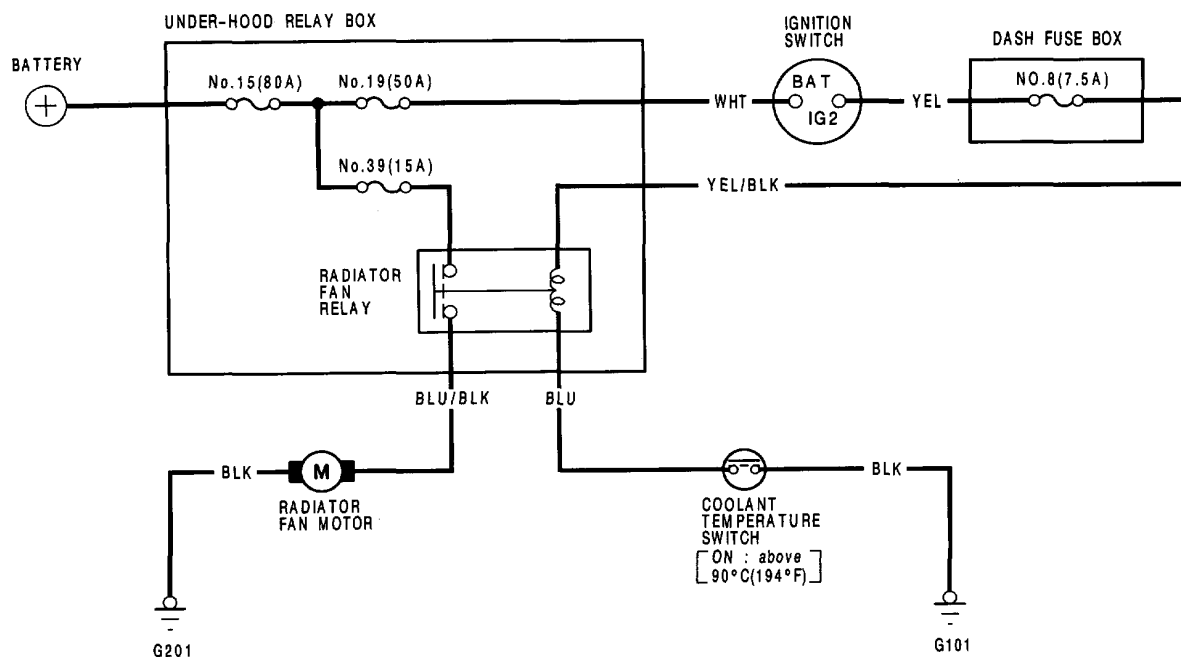 UNDER-HOOD RELAY BOX
IGNITION
SWITCH
DASH FUSE BOX
BATTERY
No.15(80A)
No.19(50A)
BAT
IG2
NO.8(7.5A)
WHT
YEL
No.39(15A)
YEL/BLK
RADIATOR
FAN
RELAY
BLU/BLK
BLU
BLK
M
BLK
RADIATOR
FAN MOTOR
COOLANT
TEMPERATURE
SWITCH
ON : above
90°C(194°F)
G201
G101